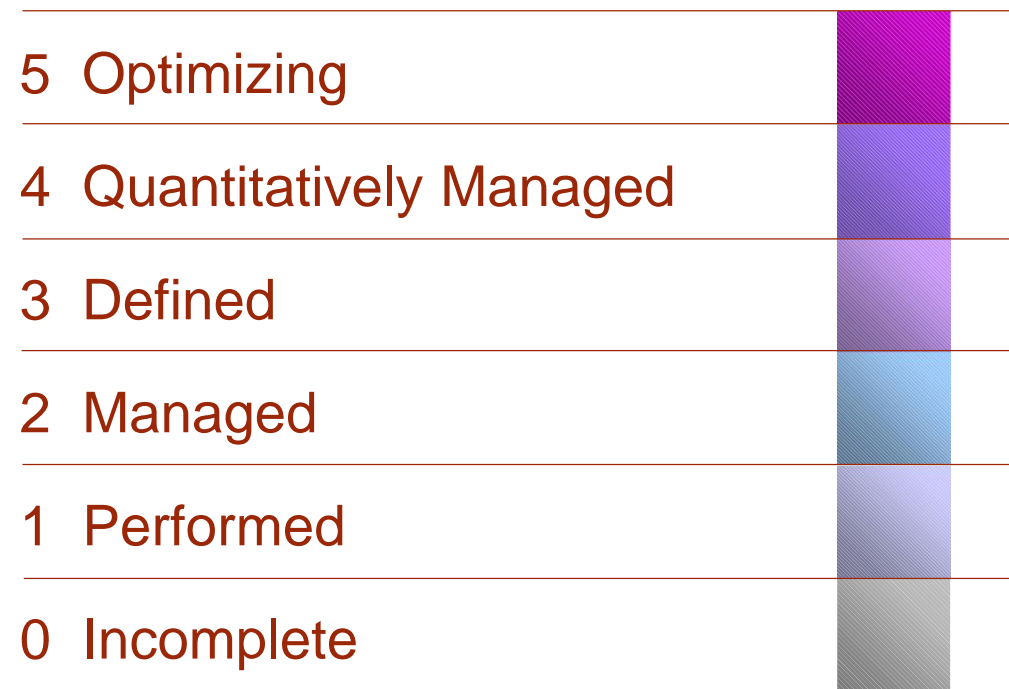 5 Optimizing
4 Quantitatively Managed
3 Defined
2 Managed
1 Performed
0 Incomplete